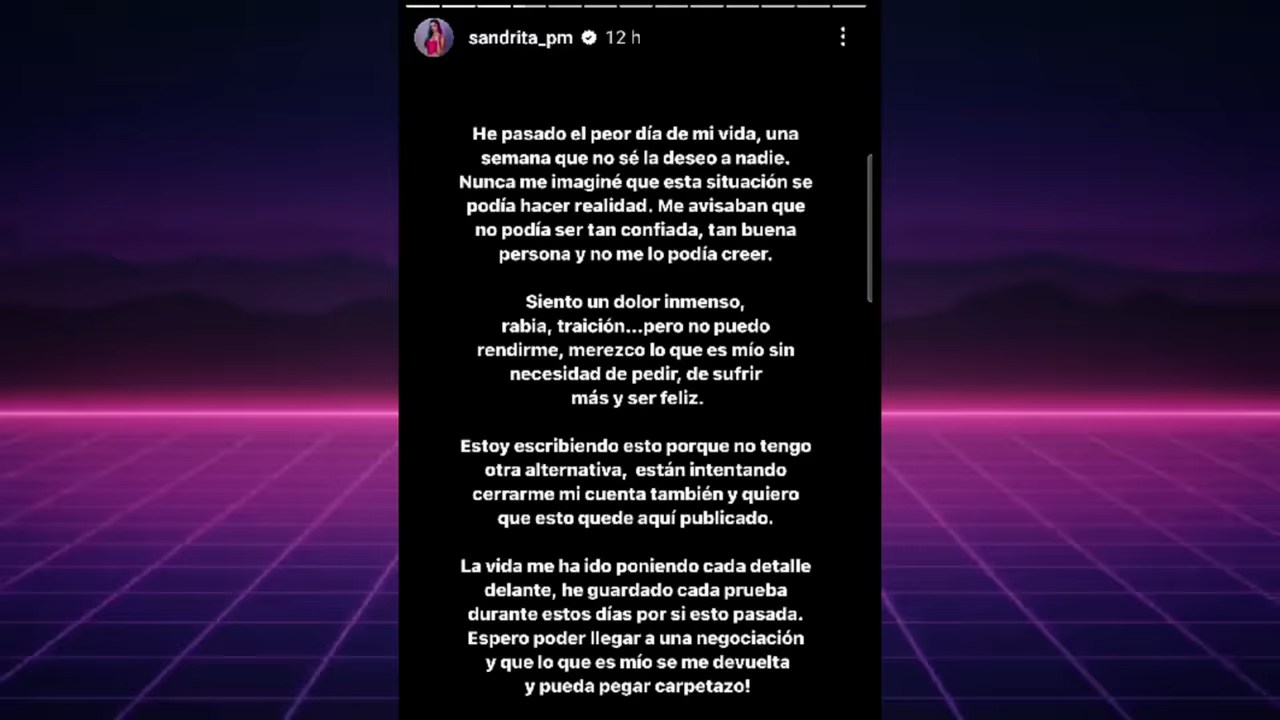 sandrita_pm 12 h
He pasado el peor día de mi vida, una
semana que no sé la deseo a nadie.
Nunca me imaginé que esta situación se
podía hacer realidad. Me avisaban que
no podía ser tan confiada, tan buena
persona y no me lo podía creer.
Siento un dolor inmenso,
rabia, traición...pero no puedo
rendirme, merezco lo que es mío sin
necesidad de pedir, de sufrir
más y ser feliz.
Estoy escribiendo esto porque no tengo
otra alternativa, están intentando
cerrarme mi cuenta también y quiero
que esto quede aquí publicado.
La vida me ha ido poniendo cada detalle
delante, he guardado cada prueba
durante estos días por si esto pasada.
Espero poder llegar a una negociación
y que lo que es mío se me devuelta
y pueda pegar carpetazo!